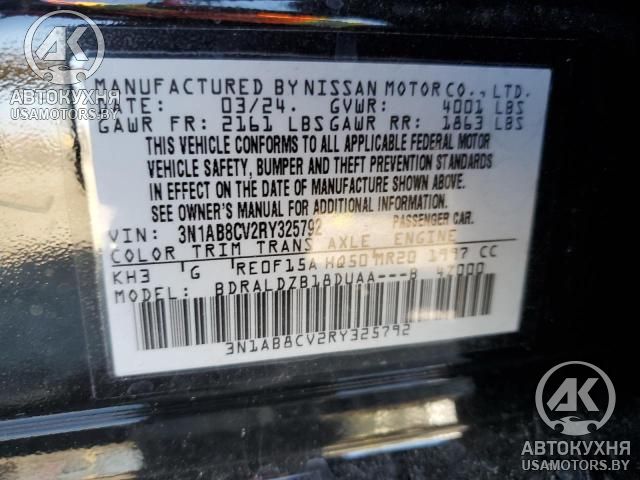 AK
АВТОКУХНЯ
USAMOTORS.BY
MANUFACTURED BY NISSAN MOTOR CO., LTD.
DATE: 03/24. GVWR: 4001 LBS
GAWR FR: 2161 LBS GAWR RR: 1863 LBS
THIS VEHICLE CONFORMS TO ALL APPLICABLE FEDERAL MOTOR
VEHICLE SAFETY, BUMPER AND THEFT PREVENTION STANDARDS
IN EFFECT ON THE DATE OF MANUFACTURE SHOWN ABOVE.
SEE OWNER'S MANUAL FOR ADDITIONAL INFORMATION.
VIN: 3N1AB8CV2RY325792 PASSENGER CAR.
COLOR TRIM TRANS AXLE ENGINE
KH3 G RE0F15A HQ50 MR20 1997 CC
MODEL: BDRALDZB18DUAA---B 47000
3N1AB8CV2RY325792
AK
АВТОКУХНЯ
USAMOTORS.BY